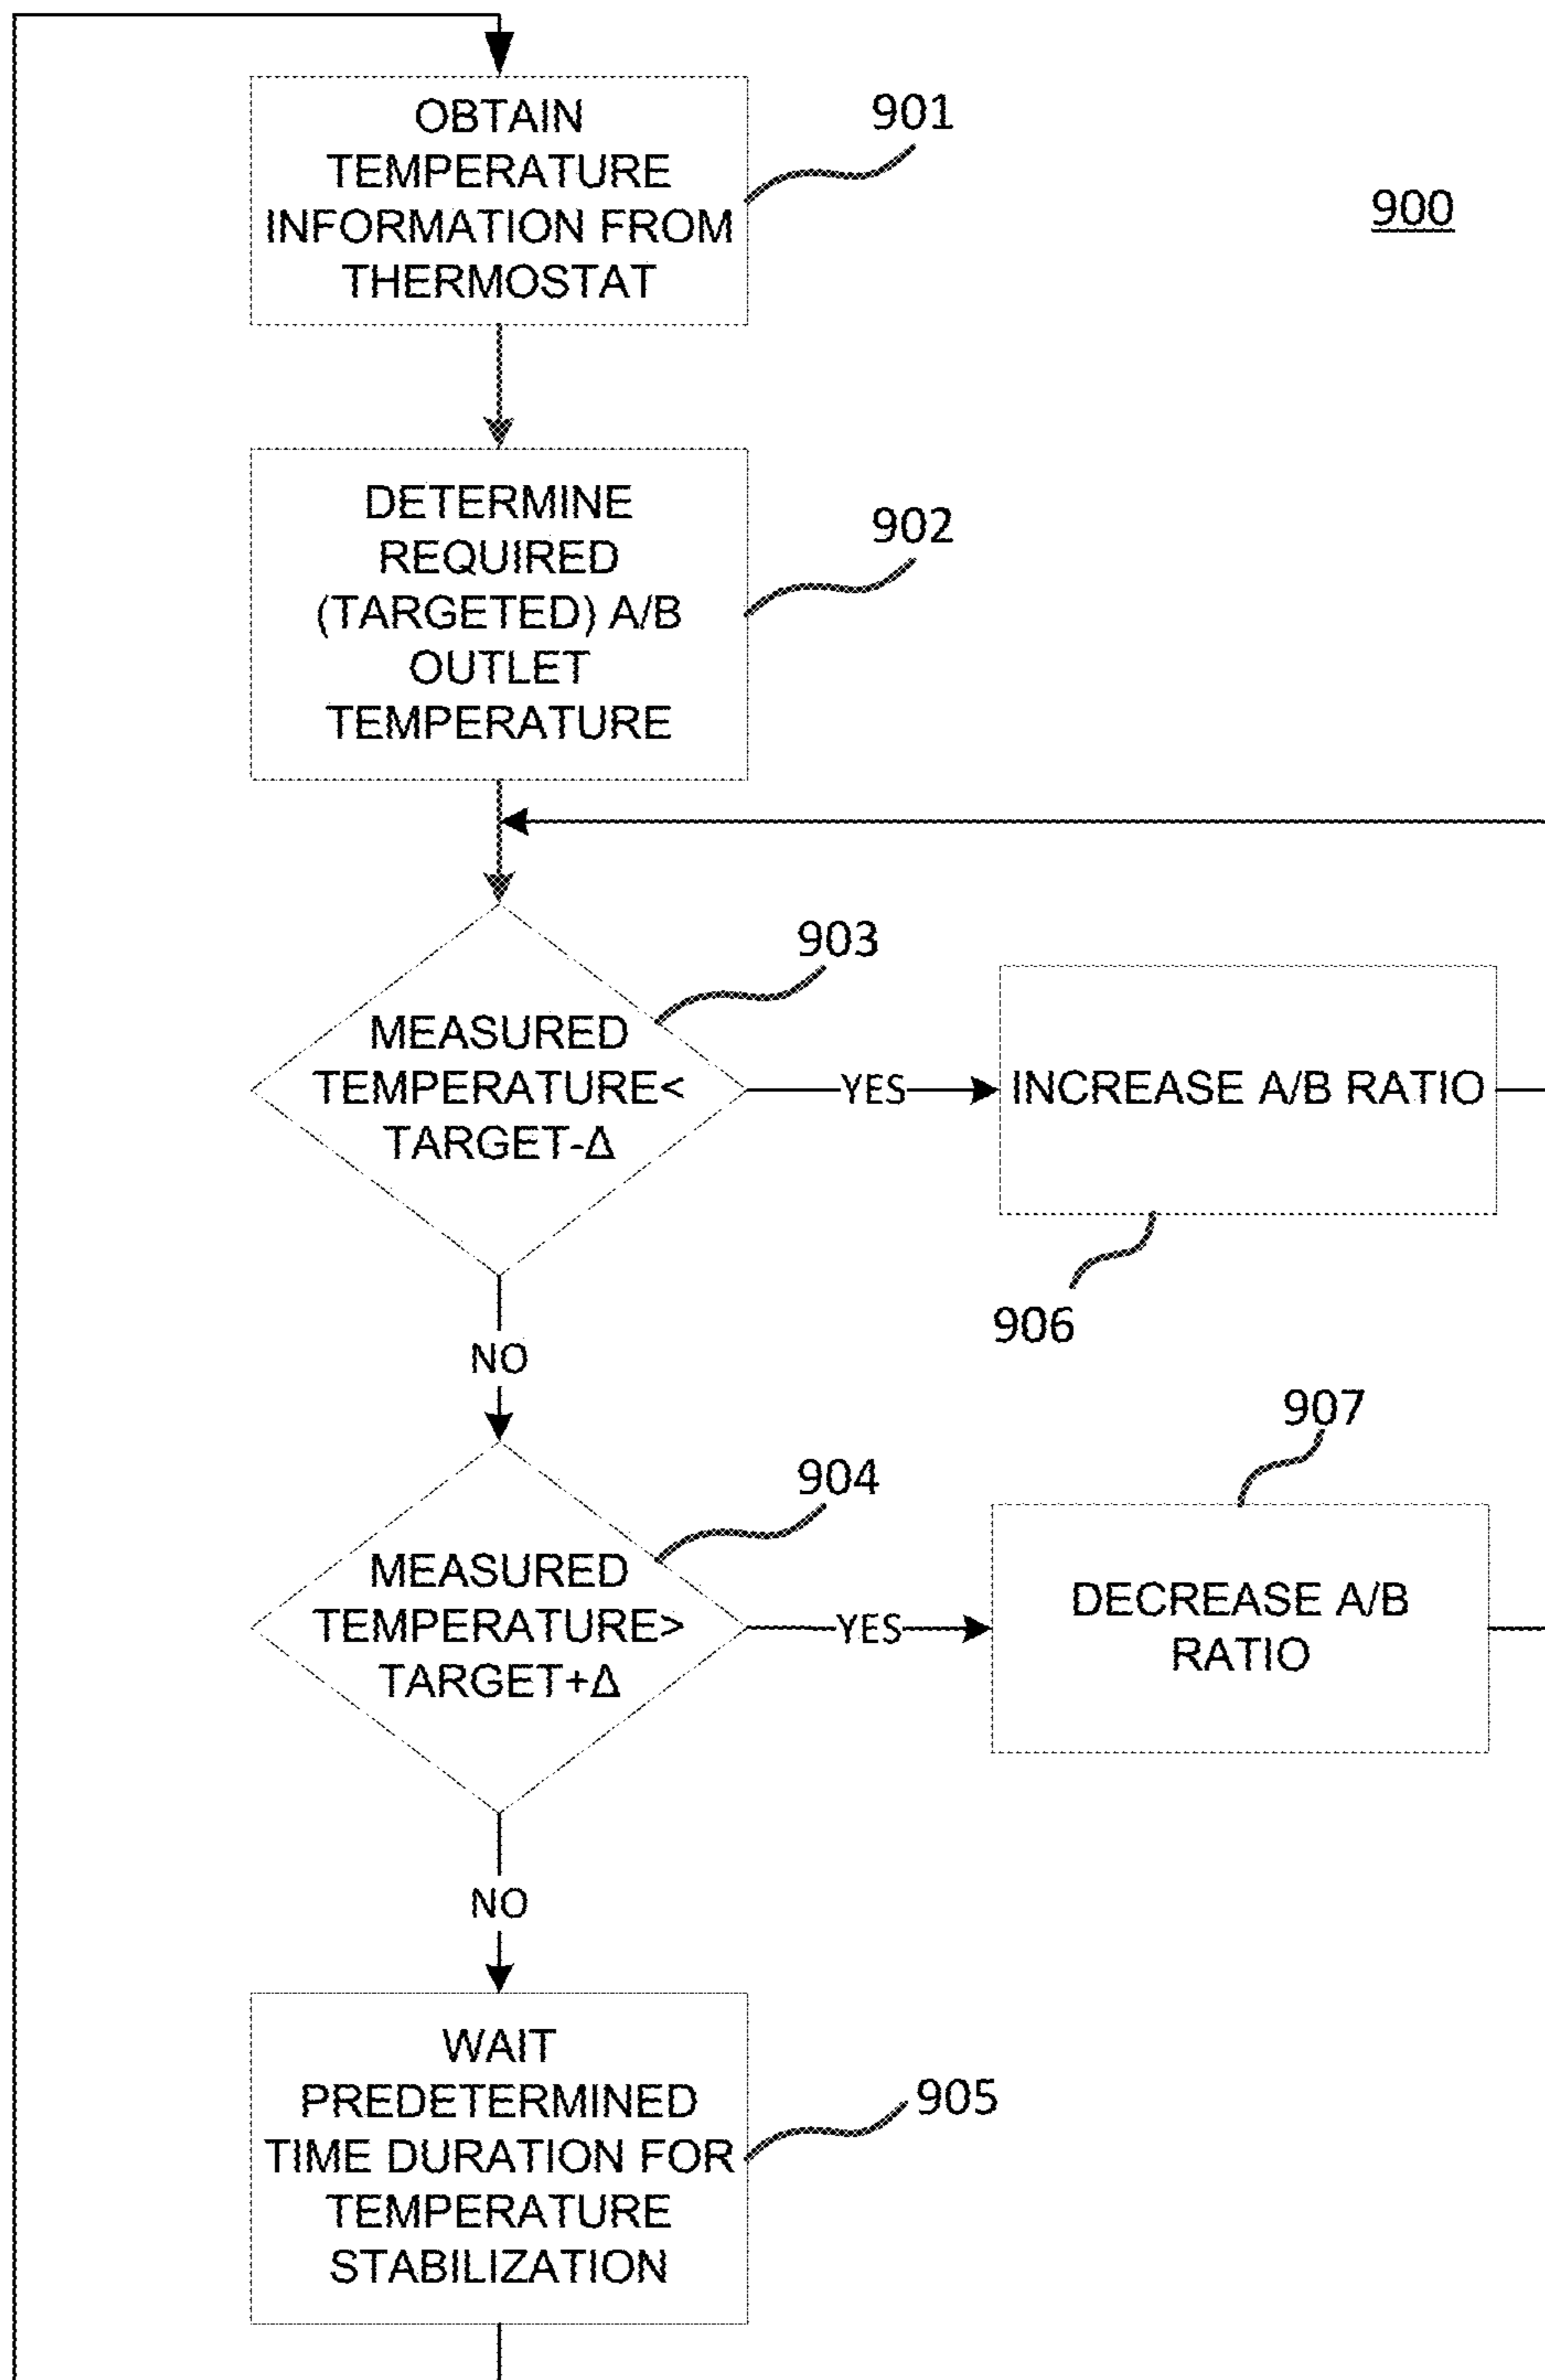 OBTAIN
TEMPERATURE
INFORMATION FROM
THERMOSTAT
901
900
DETERMINE
REQUIRED
(TARGETED) A/B
OUTLET
TEMPERATURE
902
903
MEASURED
TEMPERATURE<
TARGET-Δ
YES
INCREASE A/B RATIO
906
NO
907
904
MEASURED
TEMPERATURE>
TARGET+Δ
YES
DECREASE A/B
RATIO
NO
WAIT
PREDETERMINED
TIME DURATION FOR
TEMPERATURE
STABILIZATION
905